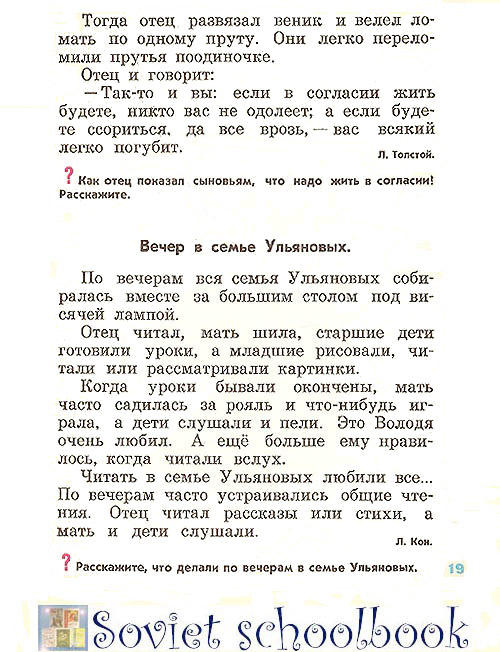 Тогда отец развязал веник и велел ло-
мать по одному пруту. Они легко перело-
мили прутья поодиночке.
Отец и говорит:
— Так-то и вы: если в согласии жить
будете, никто вас не одолеет; а если буде-
те ссориться, да все врозь, — вас всякий
легко погубит.
Л. Толстой.
? Как отец показал сыновьям, что надо жить в согласии!
Расскажите.
Вечер в семье Ульяновых.
По вечерам вся семья Ульяновых соби-
ралась вместе за большим столом под ви-
сячей лампой.
Отец читал, мать шила, старшие дети
готовили уроки, а младшие рисовали, чи-
тали или рассматривали картинки.
Когда уроки бывали окончены, мать
часто садилась за рояль и что-нибудь иг-
рала, а дети слушали и пели. Это Володя
очень любил. А ещё больше ему нрави-
лось, когда читали вслух.
Читать в семье Ульяновых любили все...
По вечерам часто устраивались общие чте-
ния. Отец читал рассказы или стихи, а
мать и дети слушали.
Л. Кон.
? Расскажите, что делали по вечерам в семье Ульяновых.
19
Soviet schoolbook